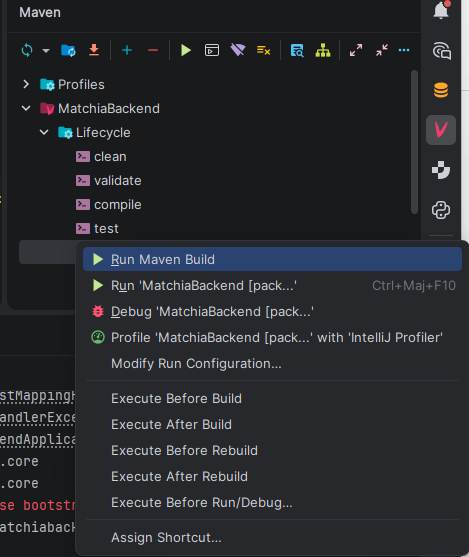 Maven
Profiles
MatchiaBackend
Lifecycle
clean
validate
compile
test
Run Maven Build
Run 'MatchiaBackend [pack...' Ctrl+Maj+F10
Debug 'MatchiaBackend [pack...'
Profile 'MatchiaBackend [pack...' with 'IntelliJ Profiler'
Modify Run Configuration...
Execute Before Build
Execute After Build
Execute Before Rebuild
Execute After Rebuild
Execute Before Run/Debug...
Assign Shortcut...
stMapping
andlerExce
endApplica
.core
.core
se bootst
atchiaback